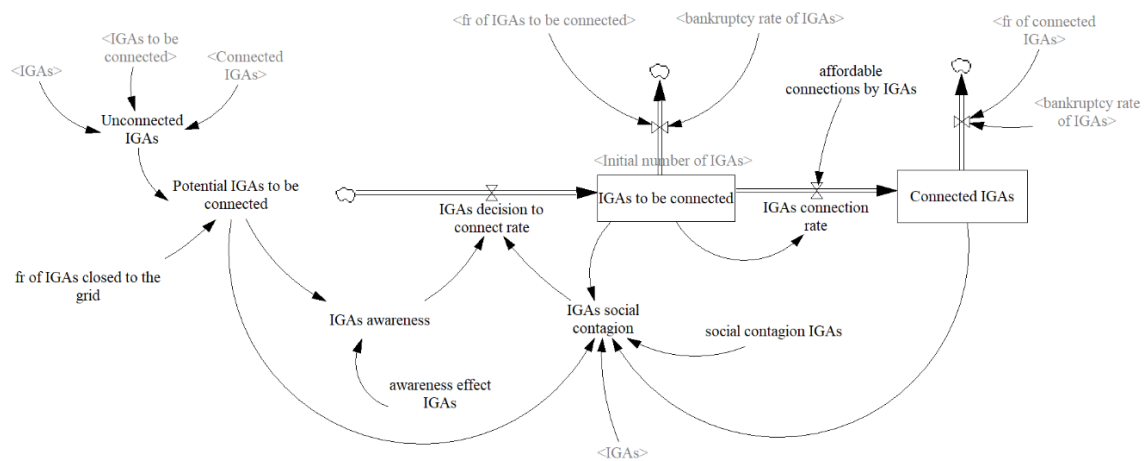 <fr of IGAs to be connected>
<bankruptcy rate of IGAs>
<fr of connected
IGAs>
<IGAs to be
connected>
<Connected
IGAs>
<IGAs>
affordable
connections by IGAs
<bankruptcy rate
of IGAs>
Unconnected
IGAs
<Initial number of IGAs>
Potential IGAs to be
connected
IGAs decision to
connect rate
IGAs to be connected
IGAs connection
rate
Connected IGAs
fr of IGAs closed to the
grid
IGAs awareness
IGAs social
contagion
social contagion IGAs
awareness effect
IGAs
<IGAs>